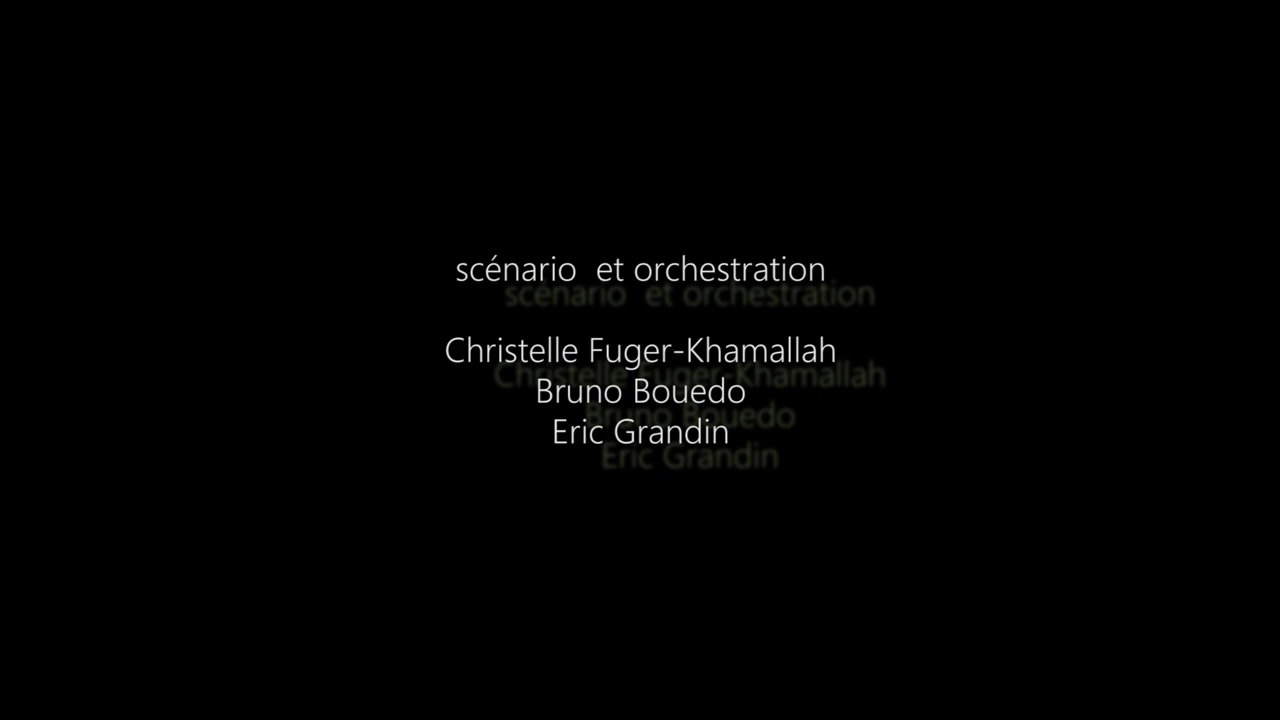 scénario  et orchestration
Christelle Fuger-Khamallah
Bruno Bouedo
Eric Grandin